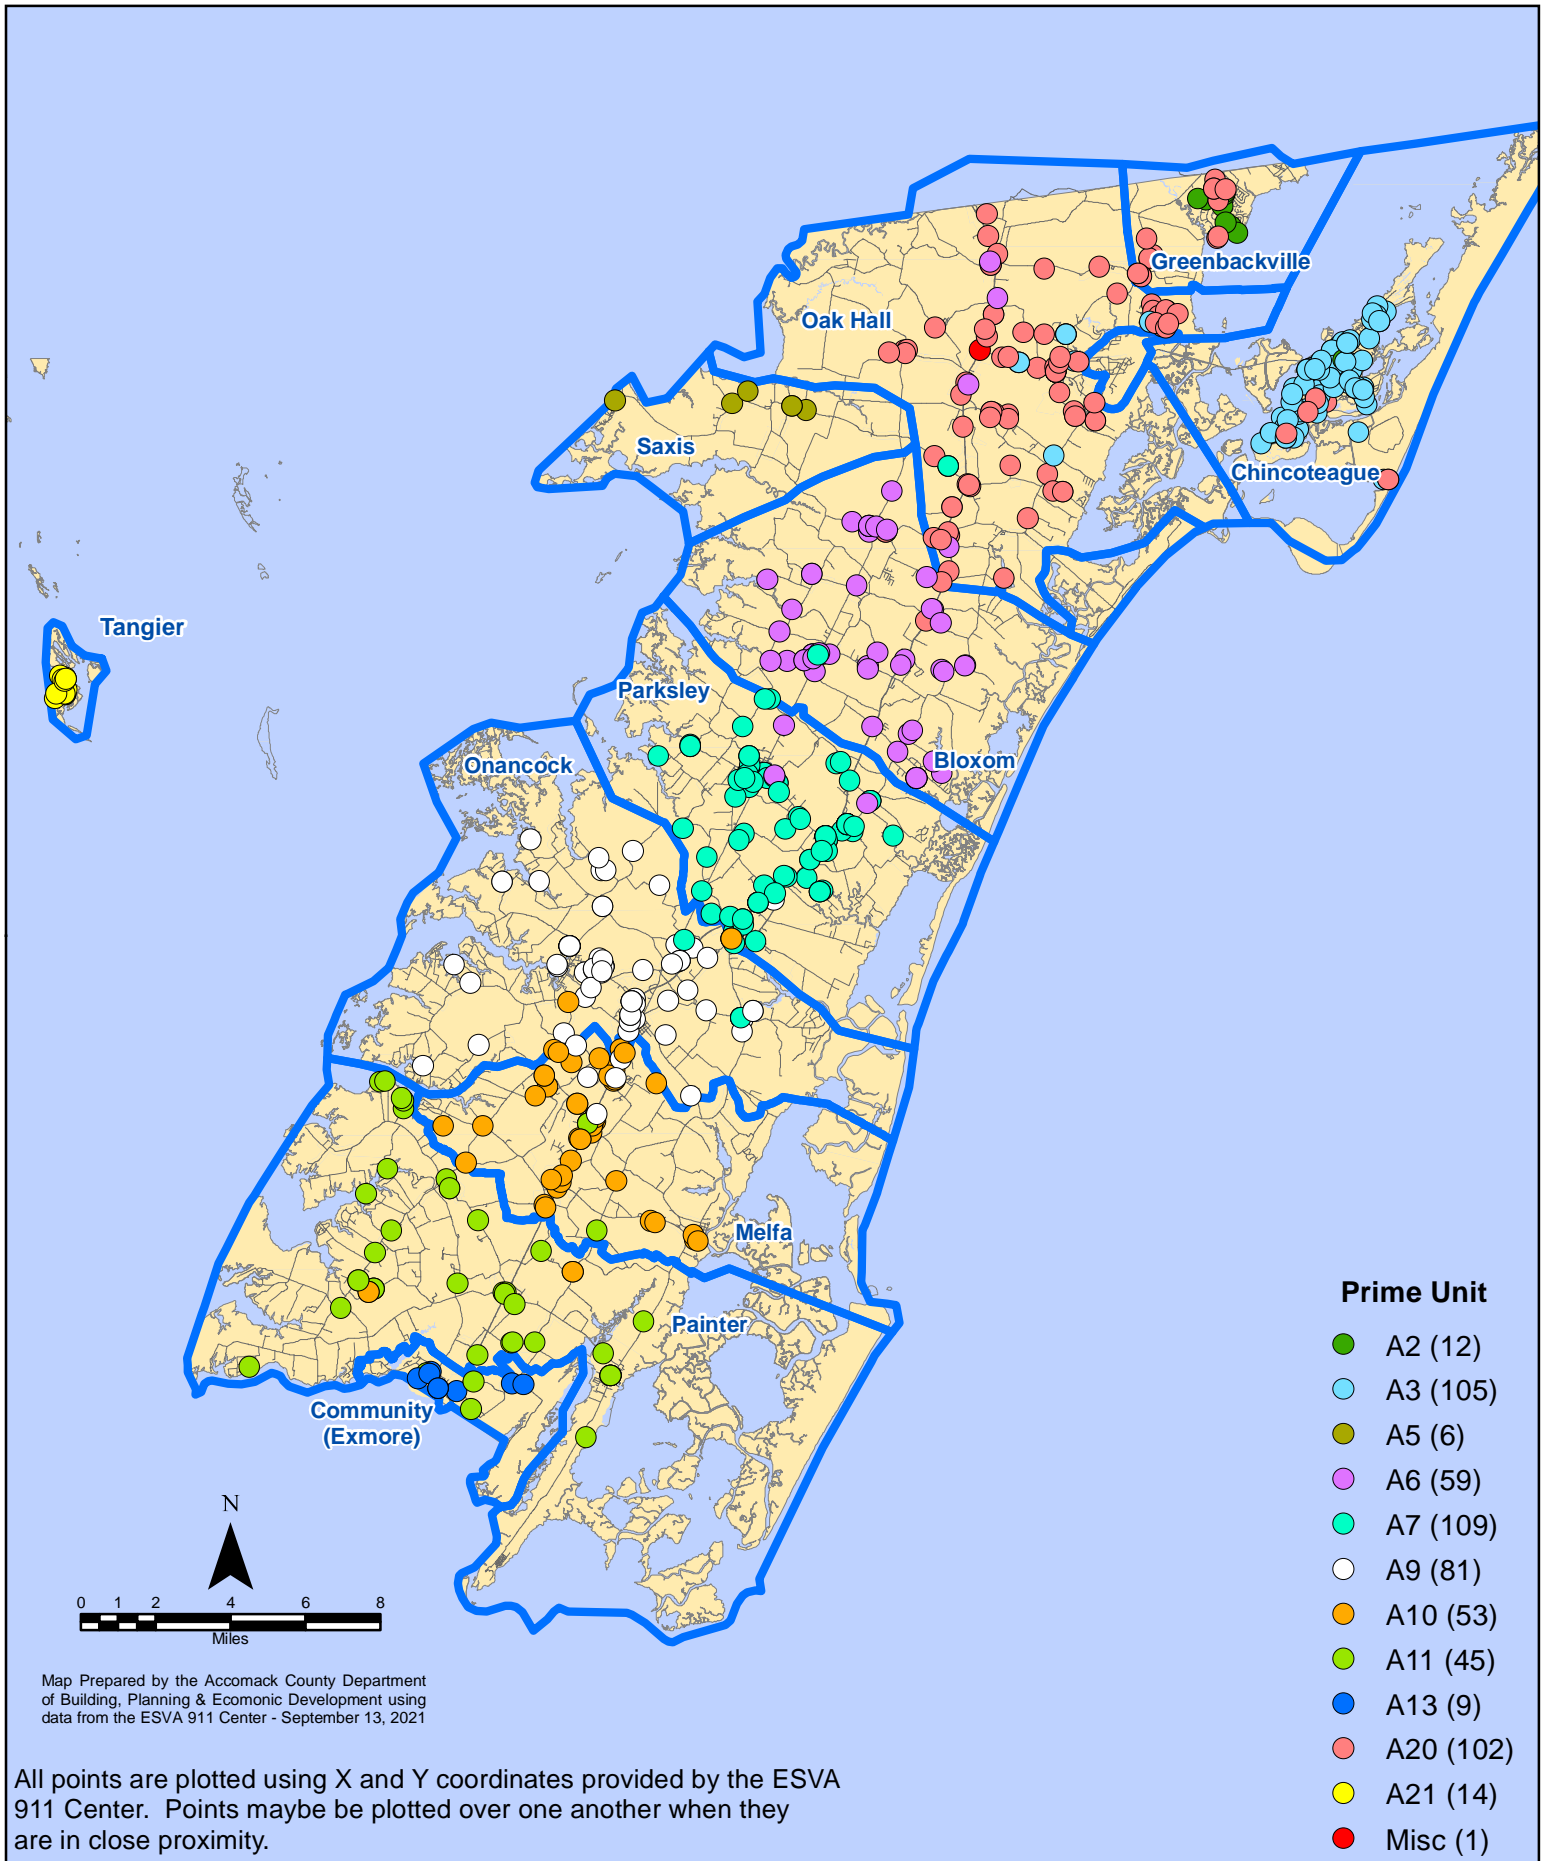 Greenbackville
Oak Hall
Saxis
Chincoteague
Tangier
Parksley
Onancock
Bloxom
Melfa
Painter
Community
(Exmore)
Prime Unit
A2 (12)
A3 (105)
A5 (6)
A6 (59)
A7 (109)
A9 (81)
A10 (53)
A11 (45)
A13 (9)
A20 (102)
A21 (14)
Misc (1)
N
0 1 2 4 6 8
Miles
Map Prepared by the Accomack County Department
of Building, Planning & Ecomonic Development using
data from the ESVA 911 Center - September 13, 2021
All points are plotted using X and Y coordinates provided by the ESVA
911 Center. Points maybe be plotted over one another when they
are in close proximity.